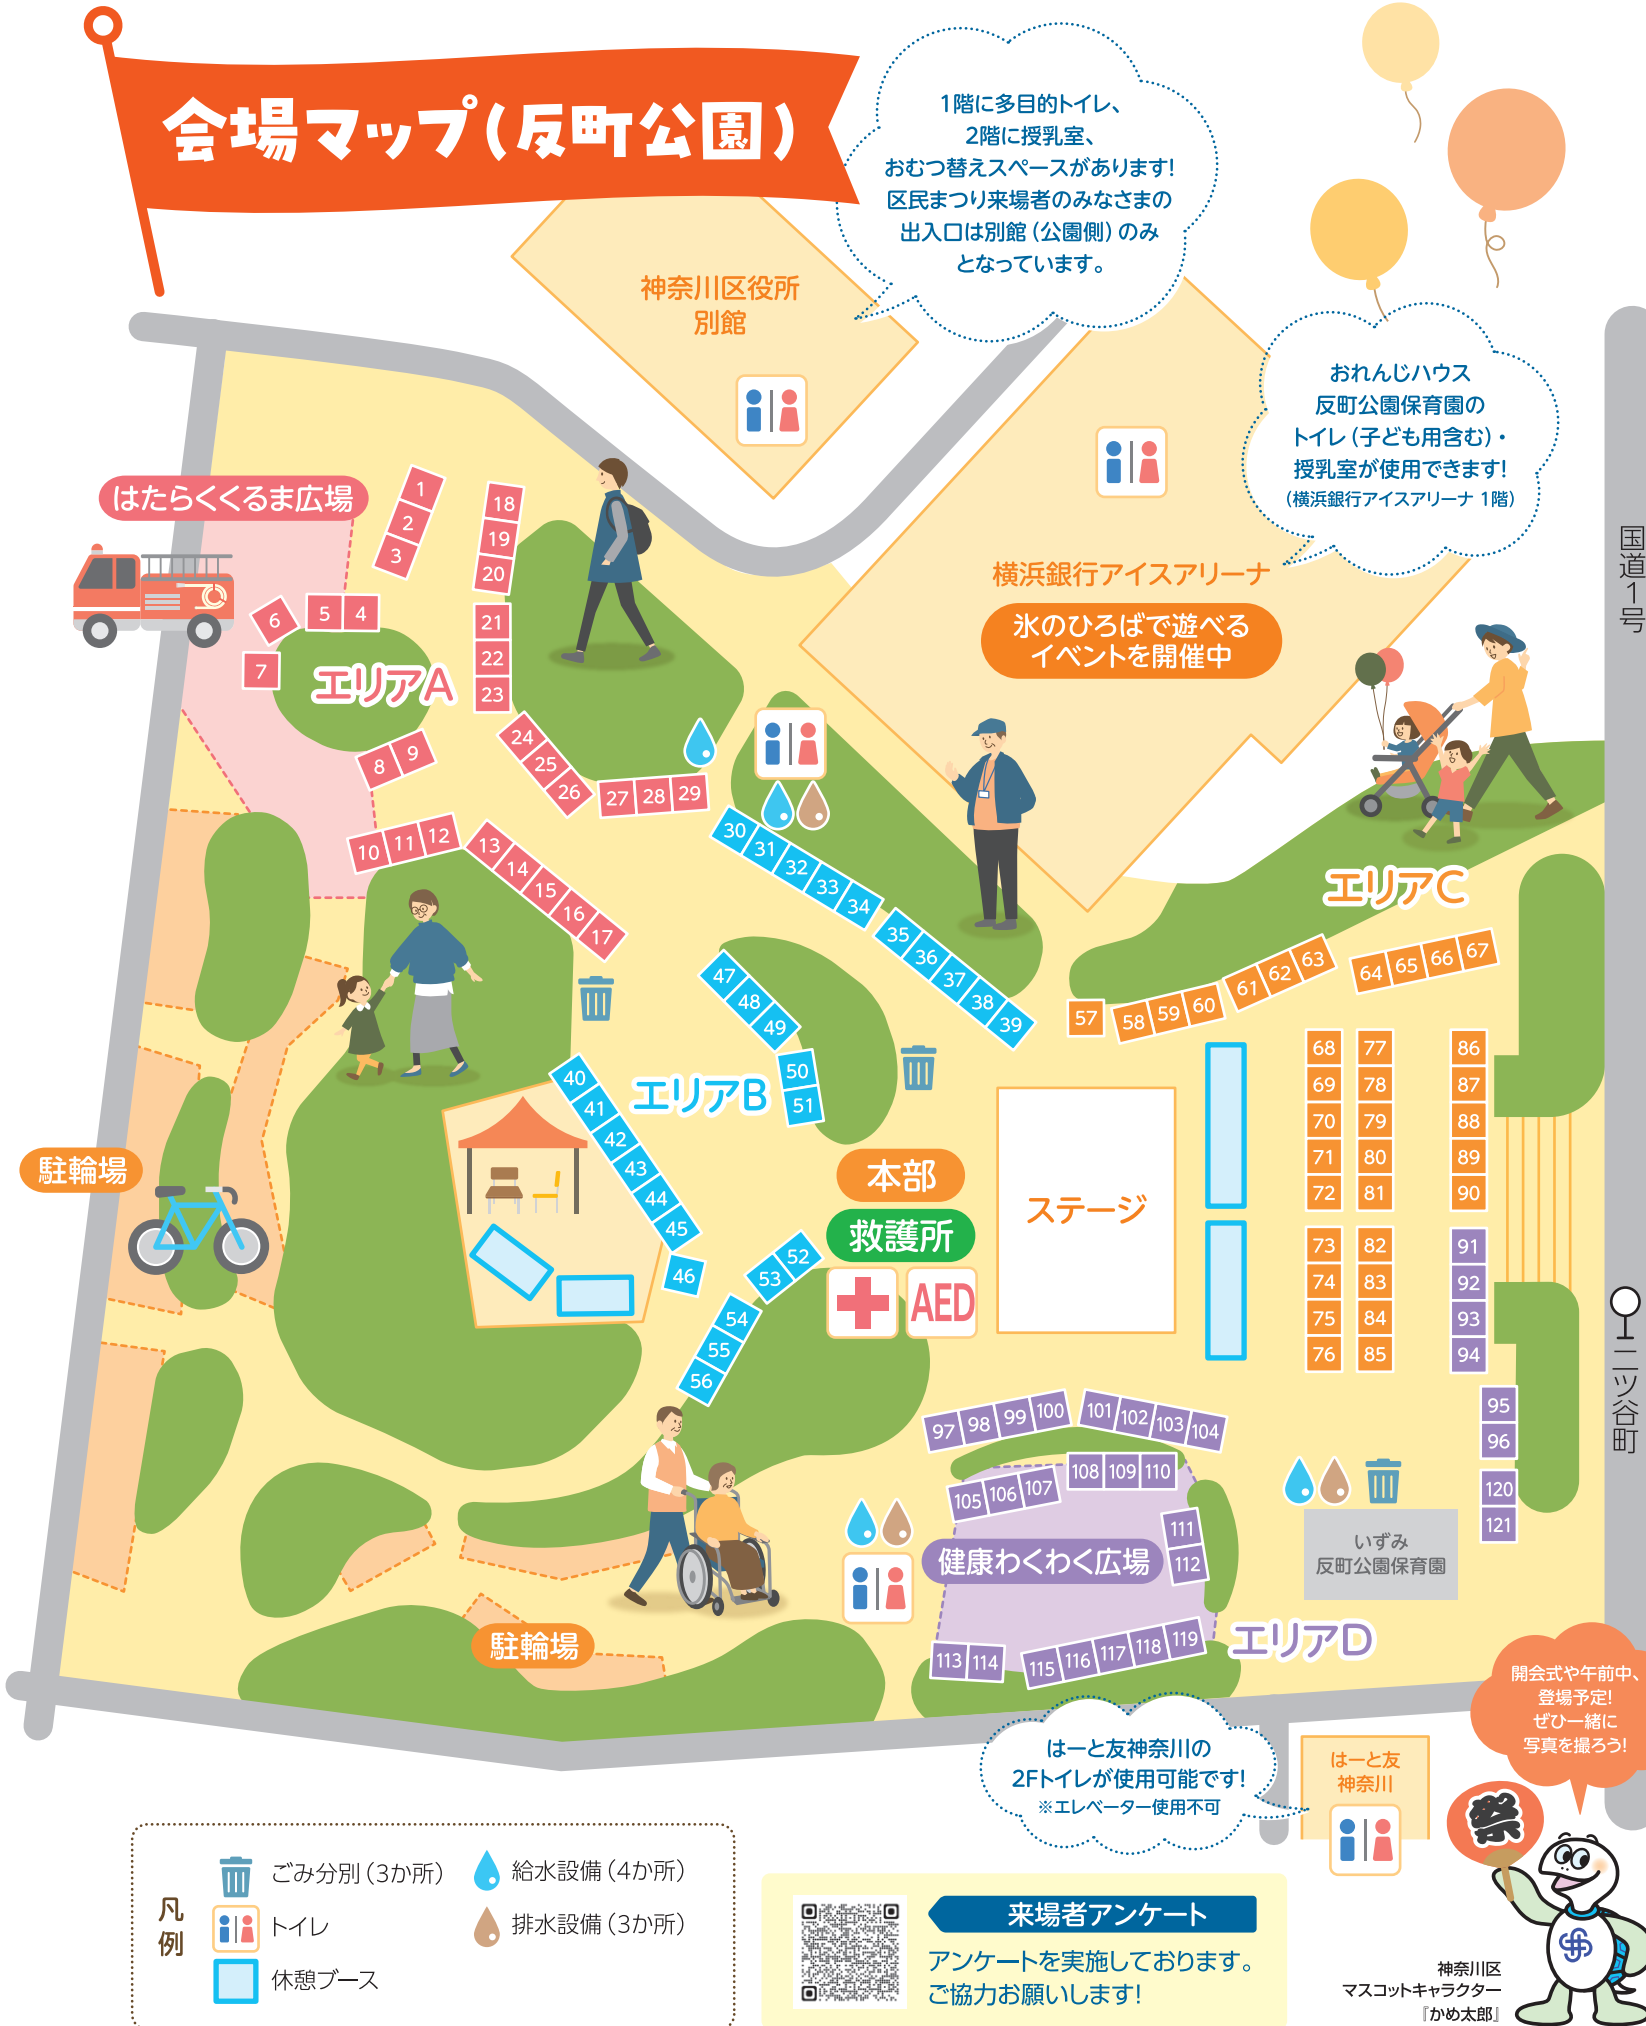 会場マップ(反町公園)
1階に多目的トイレ、
2階に授乳室、
おむつ替えスペースがあります!
区民まつり来場者のみなさまの
出入口は別館(公園側)のみ
となっています。
神奈川区役所
別館
おれんじハウス
反町公園保育園の
トイレ(子ども用含む)・
授乳室が使用できます!
(横浜銀行アイスアリーナ 1階)
国道1号
横浜銀行アイスアリーナ
氷のひろばで遊べる
イベントを開催中
はたらくくるま広場
1
2
3
18
19
20
6
5 4
7
エリアA
21
22
23
8 9
24
25
26
27 28 29
10 11 12
13
14
15
16
17
30
31
32
33
34
35
36
37
38
39
エリアC
57
58 59 60
61 62 63
64 65 66 67
47
48
49
50
51
エリアB
40
41
42
43
44
45
46
52
53
54
55
56
本部
救護所
AED
ステージ
68 77 86
69 78 87
70 79 88
71 80 89
72 81 90
73 82 91
74 83 92
75 84 93
76 85 94
95
96
120
121
二ツ谷町
駐輪場
97 98 99 100
101 102 103 104
105 106 107
108 109 110
111
112
健康わくわく広場
113 114
115 116 117 118 119
エリアD
いずみ
反町公園保育園
駐輪場
はーと友神奈川の
2Fトイレが使用可能です!
※エレベーター使用不可
はーと友
神奈川
開会式や午前中、
登場予定!
ぜひ一緒に
写真を撮ろう!
祭
神奈川区
マスコットキャラクター
『かめ太郎』
凡例
ごみ分別(3か所)
トイレ
休憩ブース
給水設備(4か所)
排水設備(3か所)
来場者アンケート
アンケートを実施しております。
ご協力お願いします!